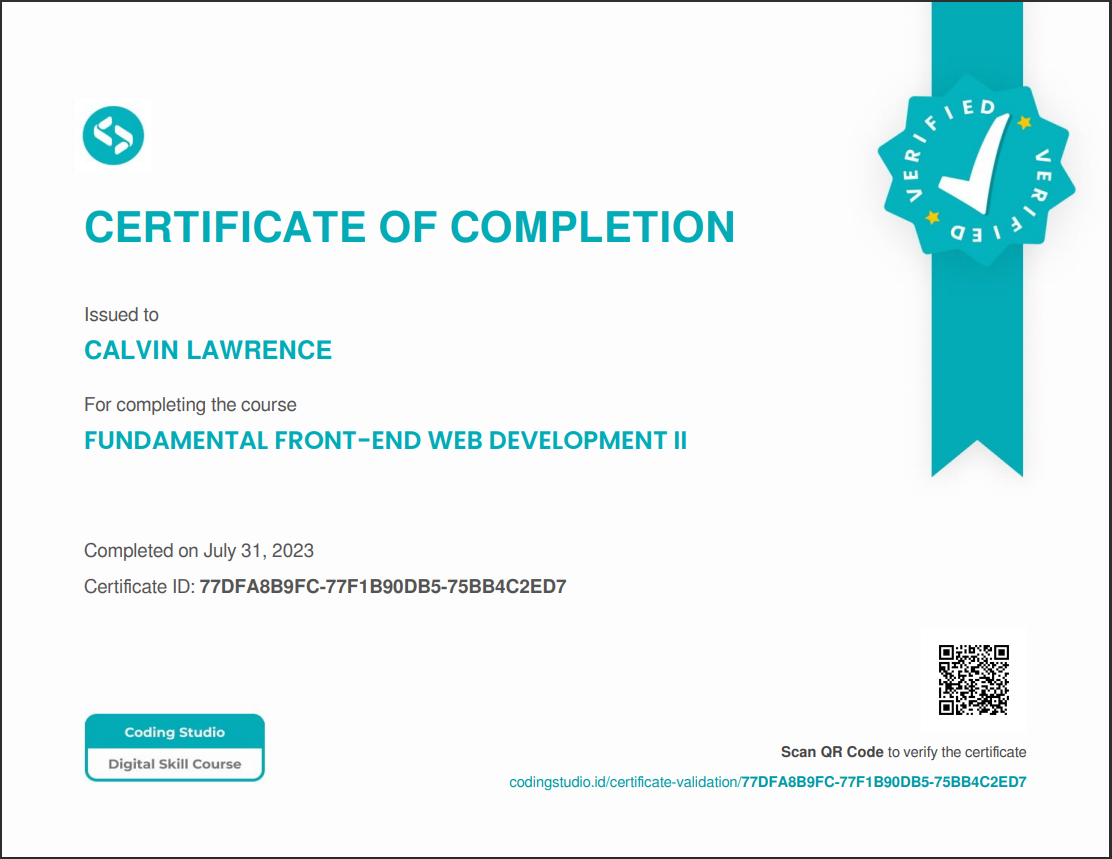 VERIFIED
VERIFIED
CERTIFICATE OF COMPLETION
Issued to
CALVIN LAWRENCE
For completing the course
FUNDAMENTAL FRONT-END WEB DEVELOPMENT II
Completed on July 31, 2023
Certificate ID: 77DFA8B9FC-77F1B90DB5-75BB4C2ED7
Coding Studio
Digital Skill Course
Scan QR Code to verify the certificate
codingstudio.id/certificate-validation/77DFA8B9FC-77F1B90DB5-75BB4C2ED7